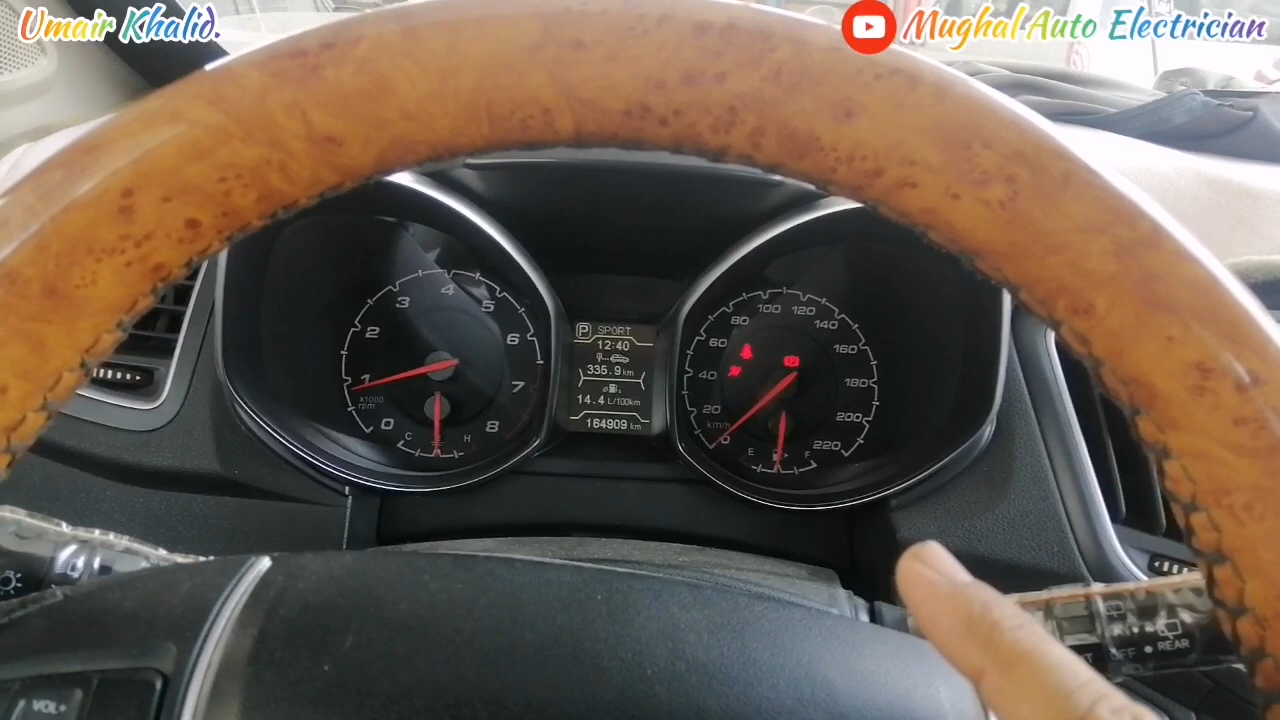 Umair Khalid.
Mughal Auto Electrician
0
1
2
3
4
5
6
7
8
x1000
rpm
C H
P SPORT
12:40
335.9 km
14.4 L/100km
164909 km
0
20
40
60
80
100
120
140
160
180
200
220
km/h
E F
VOL+
OFF
REAR